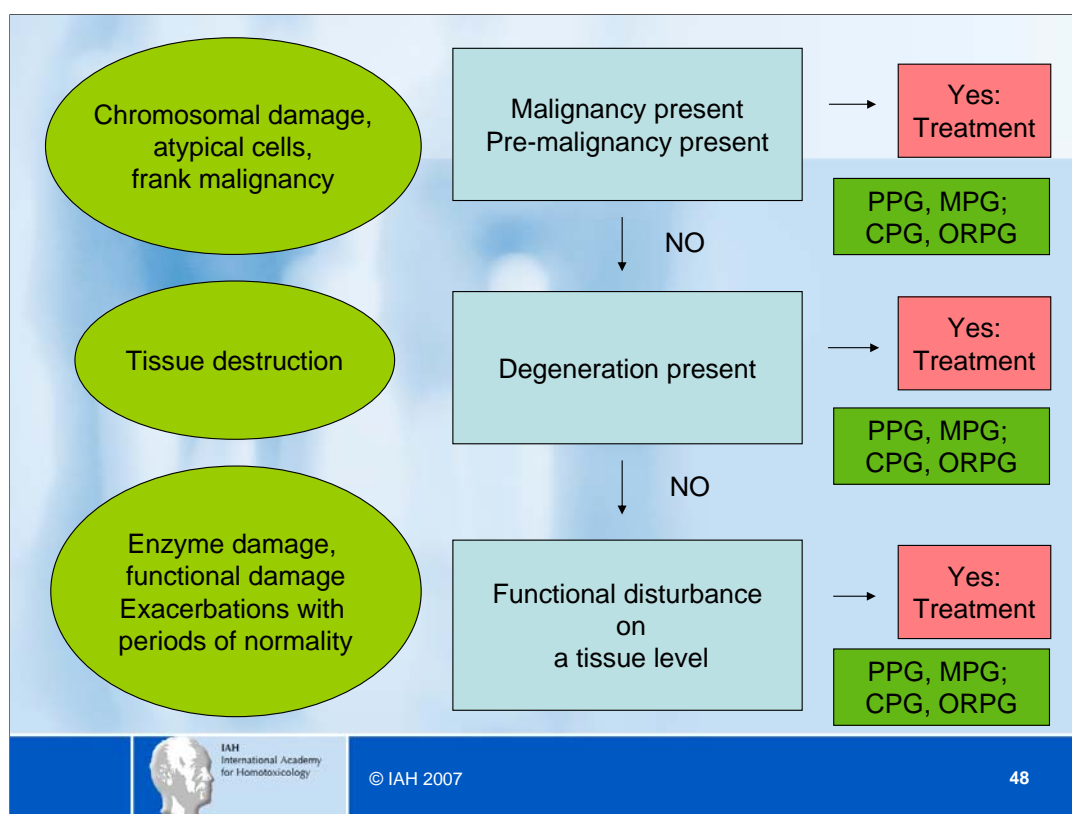 Chromosomal damage,
atypical cells,
frank malignancy
Malignancy present
Pre-malignancy present
Yes:
Treatment
PPG, MPG;
CPG, ORPG
NO
Tissue destruction
Degeneration present
Yes:
Treatment
PPG, MPG;
CPG, ORPG
NO
Enzyme damage,
functional damage
Exacerbations with
periods of normality
Functional disturbance
on
a tissue level
Yes:
Treatment
PPG, MPG;
CPG, ORPG
IAH
International Academy
for Homotoxicology
© IAH 2007
48